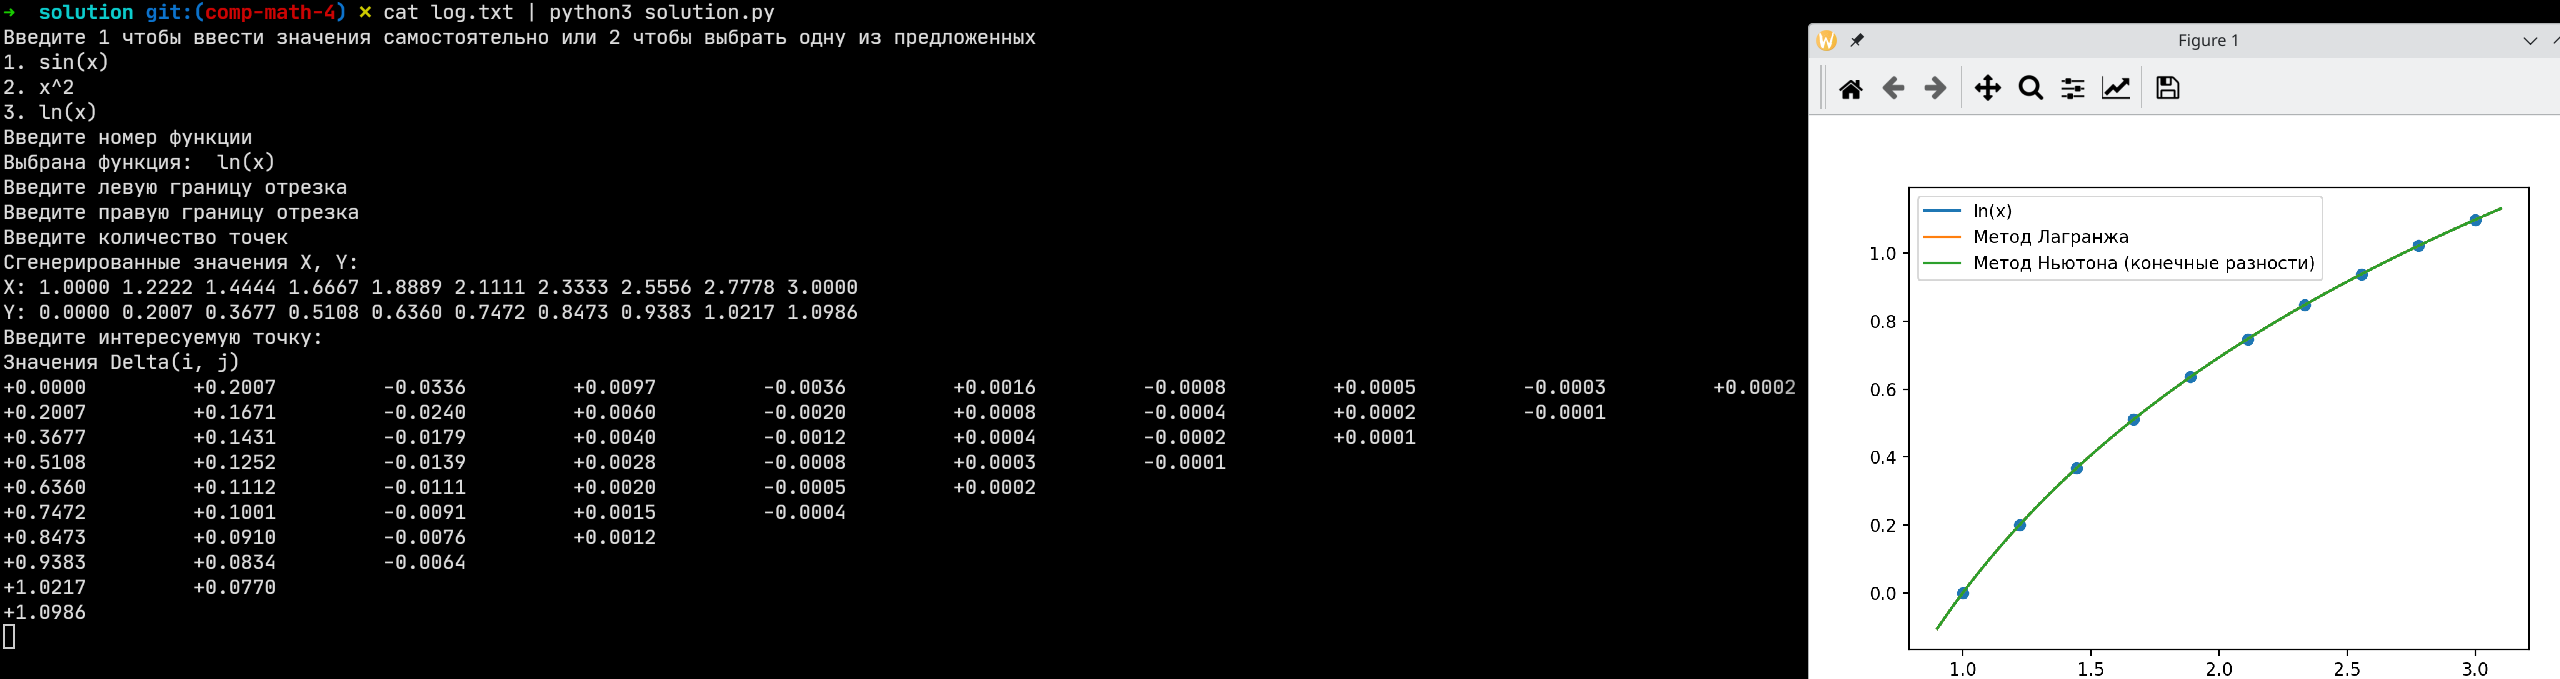 → solution git:(comp-math-4) × cat log.txt | python3 solution.py
Введите 1 чтобы ввести значения самостоятельно или 2 чтобы выбрать одну из предложенных
1. sin(x)
2. x^2
3. ln(x)
Введите номер функции
Выбрана функция:  ln(x)
Введите левую границу отрезка
Введите правую границу отрезка
Введите количество точек
Сгенерированные значения X, Y:
X: 1.0000 1.2222 1.4444 1.6667 1.8889 2.1111 2.3333 2.5556 2.7778 3.0000
Y: 0.0000 0.2007 0.3677 0.5108 0.6360 0.7472 0.8473 0.9383 1.0217 1.0986
Введите интересуемую точку:
Значения Delta(i, j)
+0.0000 +0.2007 -0.0336 +0.0097 -0.0036 +0.0016 -0.0008 +0.0005 -0.0003 +0.0002
+0.2007 +0.1671 -0.0240 +0.0060 -0.0020 +0.0008 -0.0004 +0.0002 -0.0001
+0.3677 +0.1431 -0.0179 +0.0040 -0.0012 +0.0004 -0.0002 +0.0001
+0.5108 +0.1252 -0.0139 +0.0028 -0.0008 +0.0003 -0.0001
+0.6360 +0.1112 -0.0111 +0.0020 -0.0005 +0.0002
+0.7472 +0.1001 -0.0091 +0.0015 -0.0004
+0.8473 +0.0910 -0.0076 +0.0012
+0.9383 +0.0834 -0.0064
+1.0217 +0.0770
+1.0986
Figure 1
ln(x)
Метод Лагранжа
Метод Ньютона (конечные разности)
1.0
0.8
0.6
0.4
0.2
0.0
1.0 1.5 2.0 2.5 3.0